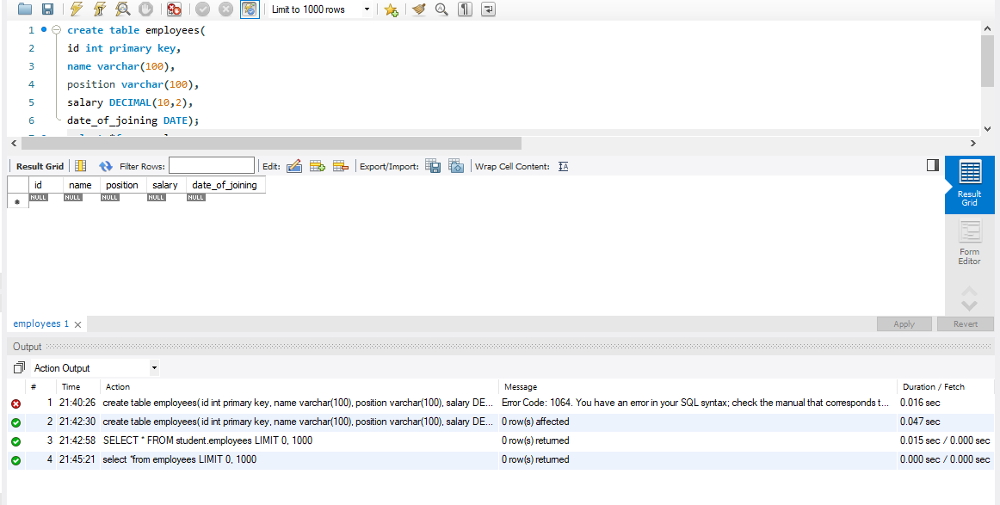 Limit to 1000 rows
1 create table employees(
2 id int primary key,
3 name varchar(100),
4 position varchar(100),
5 salary DECIMAL(10,2),
6 date_of_joining DATE);
Result Grid Filter Rows: Edit: Export/Import: Wrap Cell Content: IA
id name position salary date_of_joining
NULL NULL NULL NULL NULL
Result
Grid
Form
Editor
employees 1
Apply Revert
Output
Action Output
# Time Action Message Duration / Fetch
1 21:40:26 create table employees( id int primary key, name varchar(100), position varchar(100), salary DE... Error Code: 1064. You have an error in your SQL syntax; check the manual that corresponds t... 0.016 sec
2 21:42:30 create table employees( id int primary key, name varchar(100), position varchar(100), salary DE... 0 row(s) affected 0.047 sec
3 21:42:58 SELECT * FROM student.employees LIMIT 0, 1000 0 row(s) returned 0.015 sec / 0.000 sec
4 21:45:21 select *from employees LIMIT 0, 1000 0 row(s) returned 0.000 sec / 0.000 sec